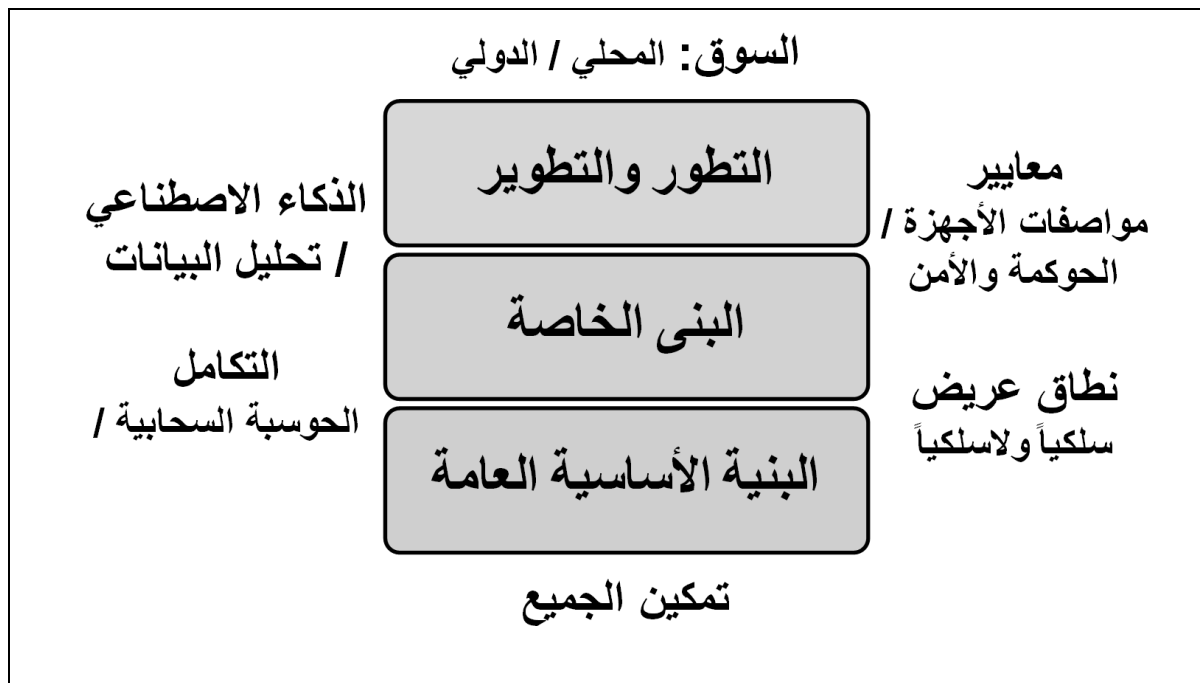 السوق: المحلي / الدولي
التطور والتطوير
معايير
مواصفات الأجهزة /
الحوكمة والأمن
الذكاء الاصطناعي
/ تحليل البيانات
البنى الخاصة
نطاق عريض
سلكياً ولاسلكياً
التكامل
الحوسبة السحابية /
البنية الأساسية العامة
تمكين الجميع